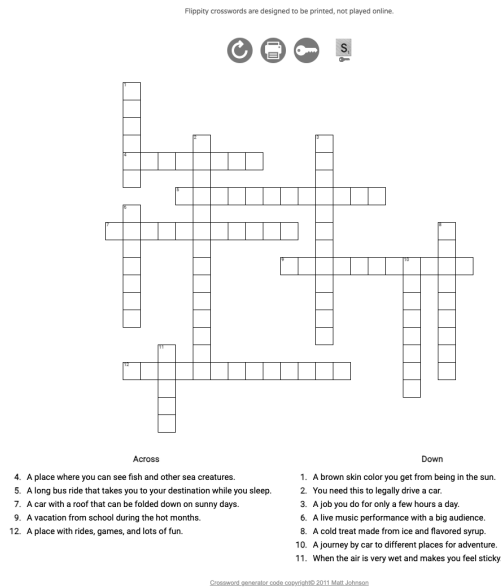 Flippity crosswords are designed to be printed, not played online.
S
1
2
3
4
5
6
7
8
9
10
11
12
Across
4. A place where you can see fish and other sea creatures.
5. A long bus ride that takes you to your destination while you sleep.
7. A car with a roof that can be folded down on sunny days.
9. A vacation from school during the hot months.
12. A place with rides, games, and lots of fun.
Down
1. A brown skin color you get from being in the sun.
2. You need this to legally drive a car.
3. A job you do for only a few hours a day.
6. A live music performance with a big audience.
8. A cold treat made from ice and flavored syrup.
10. A journey by car to different places for adventure.
11. When the air is very wet and makes you feel sticky
Crossword generator code copyright© 2011 Matt Johnson